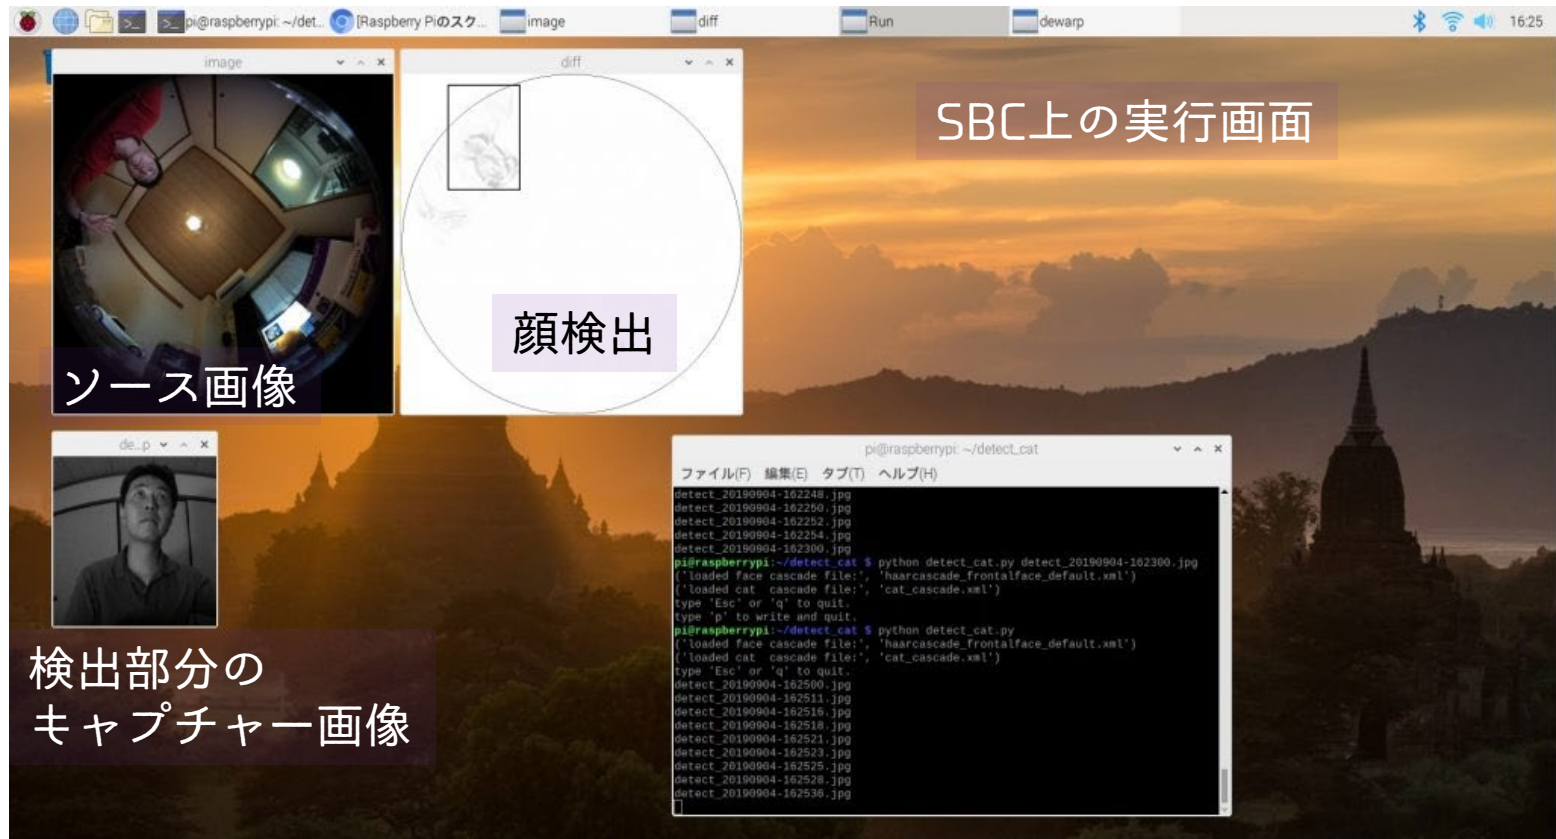 pi@raspberrypi: ~/det...
[Raspberry Piのスク...
image
diff
Run
dewarp
16:25
image
diff
SBC上の実行画面
顔検出
ソース画像
de...p
検出部分の
キャプチャー画像
pi@raspberrypi: ~/detect_cat
ファイル(F) 編集(E) タブ(T) ヘルプ(H)
detect_20190904-162248.jpg
detect_20190904-162250.jpg
detect_20190904-162252.jpg
detect_20190904-162254.jpg
detect_20190904-162300.jpg
pi@raspberrypi:~/detect_cat $ python detect_cat.py detect_20190904-162300.jpg
('loaded face cascade file:', 'haarcascade_frontalface_default.xml')
('loaded cat  cascade file:', 'cat_cascade.xml')
type 'Esc' or 'q' to quit.
type 'p' to write and quit.
pi@raspberrypi:~/detect_cat $ python detect_cat.py
('loaded face cascade file:', 'haarcascade_frontalface_default.xml')
('loaded cat  cascade file:', 'cat_cascade.xml')
type 'Esc' or 'q' to quit.
detect_20190904-162500.jpg
detect_20190904-162511.jpg
detect_20190904-162516.jpg
detect_20190904-162518.jpg
detect_20190904-162521.jpg
detect_20190904-162523.jpg
detect_20190904-162525.jpg
detect_20190904-162528.jpg
detect_20190904-162536.jpg